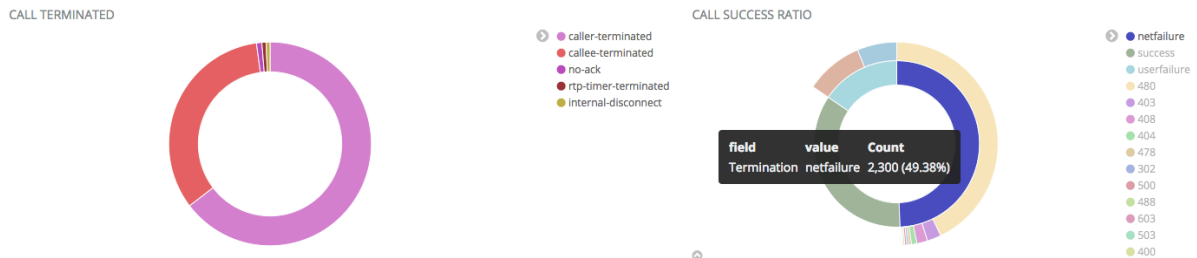 CALL TERMINATED
caller-terminated
callee-terminated
no-ack
rtp-timer-terminated
internal-disconnect
CALL SUCCESS RATIO
netfailure
success
userfailure
480
403
408
404
478
302
500
488
603
503
400
field value Count
Termination netfailure 2,300 (49.38%)